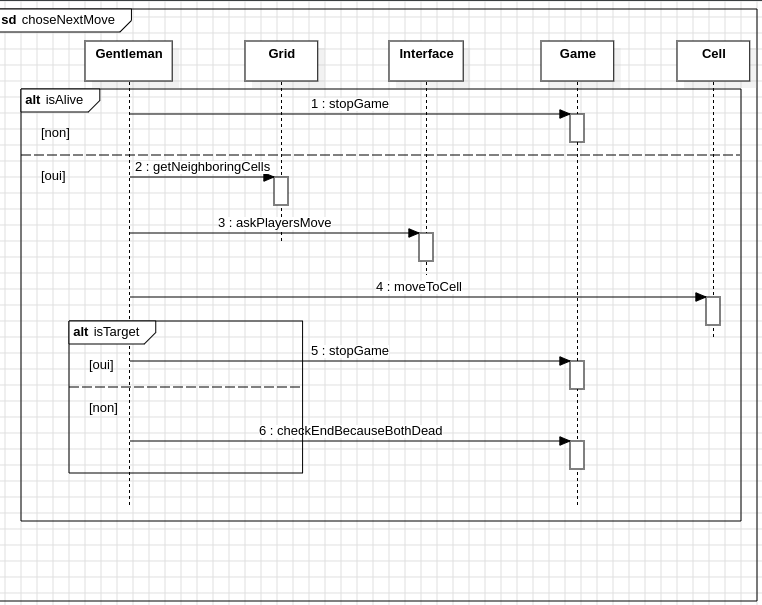 sd choseNextMove
Gentleman
Grid
Interface
Game
Cell
alt isAlive
1 : stopGame
[non]
2 : getNeighboringCells
[oui]
3 : askPlayersMove
4 : moveToCell
alt isTarget
5 : stopGame
[oui]
[non]
6 : checkEndBecauseBothDead